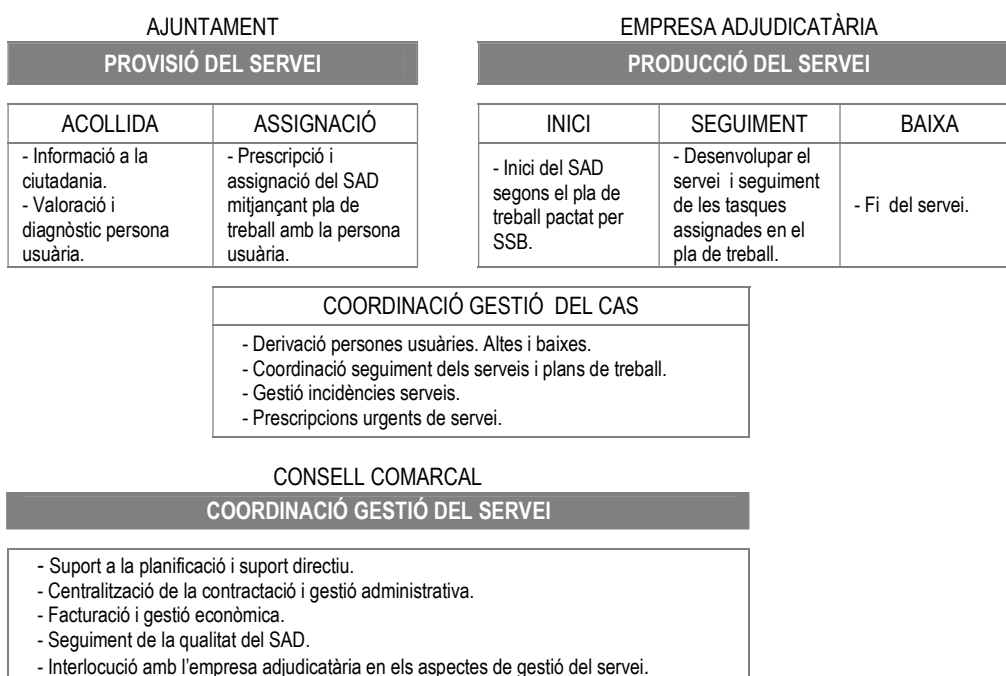 AJUNTAMENT
PROVISIÓ DEL SERVEI
ACOLLIDA
- Informació a la
ciutadania.
- Valoració i
diagnòstic persona
usuària.
ASSIGNACIÓ
- Prescripció i
assignació del SAD
mitjançant pla de
treball amb la persona
usuària.
EMPRESA ADJUDICATÀRIA
PRODUCCIÓ DEL SERVEI
INICI
- Inici del SAD
segons el pla de
treball pactat per
SSB.
SEGUIMENT
- Desenvolupar el
servei i seguiment
de les tasques
assignades en el
pla de treball.
BAIXA
- Fi del servei.
COORDINACIÓ GESTIÓ DEL CAS
- Derivació persones usuàries. Altes i baixes.
- Coordinació seguiment dels serveis i plans de treball.
- Gestió incidències serveis.
- Prescripcions urgents de servei.
CONSELL COMARCAL
COORDINACIÓ GESTIÓ DEL SERVEI
- Suport a la planificació i suport directiu.
- Centralització de la contractació i gestió administrativa.
- Facturació i gestió econòmica.
- Seguiment de la qualitat del SAD.
- Interlocució amb l'empresa adjudicatària en els aspectes de gestió del servei.